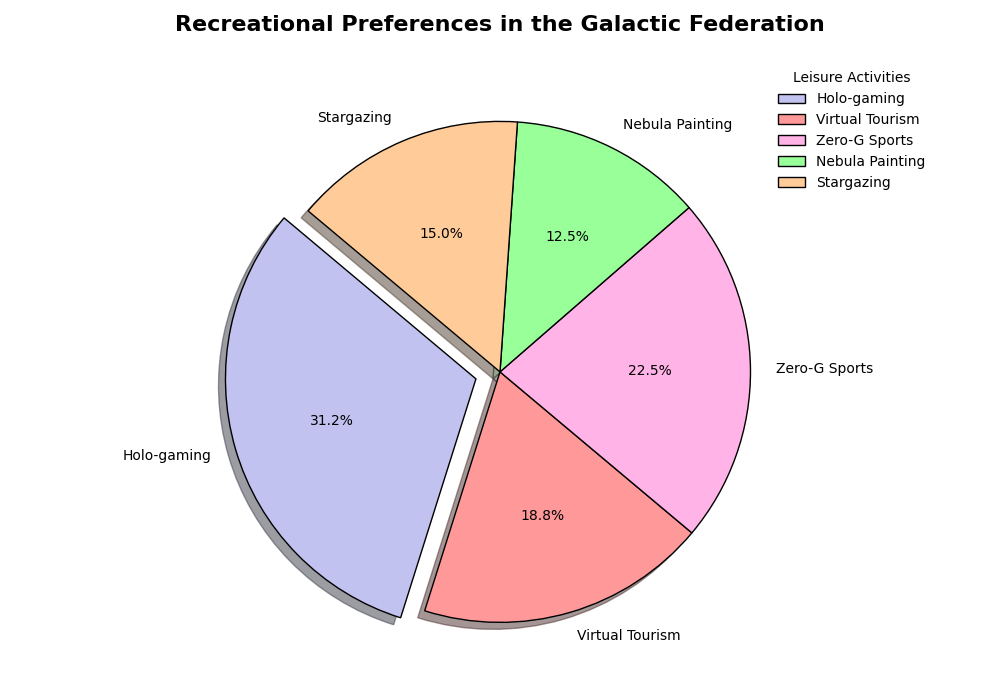 Recreational Preferences in the Galactic Federation
Leisure Activities
Holo-gaming
Virtual Tourism
Zero-G Sports
Nebula Painting
Stargazing
Stargazing
Nebula Painting
15.0%
12.5%
Zero-G Sports
22.5%
31.2%
Holo-gaming
18.8%
Virtual Tourism